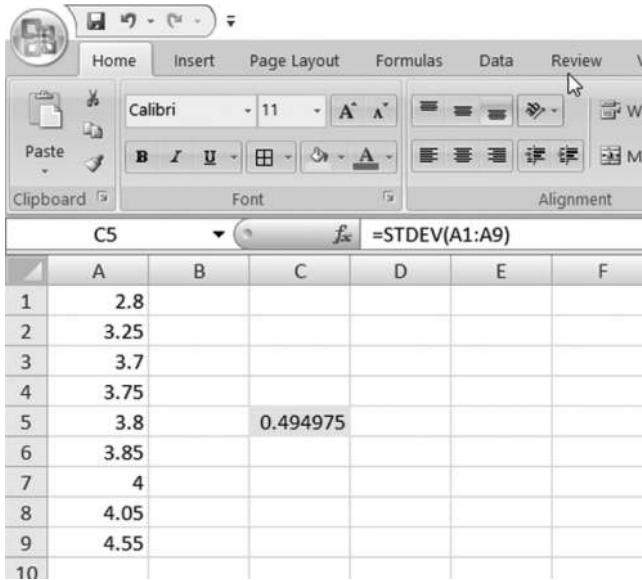 Home Insert Page Layout Formulas Data Review
Calibri 11 A A W
Paste B I U A M
Clipboard Font Alignment
C5 fx =STDEV(A1:A9)
A B C D E F
1 2.8
2 3.25
3 3.7
4 3.75
5 3.8 0.494975
6 3.85
7 4
8 4.05
9 4.55
10